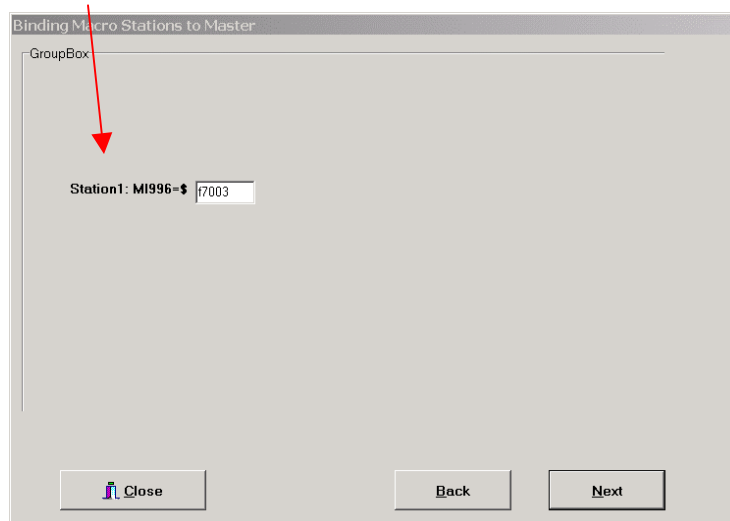 Binding Macro Stations to Master
GroupBox
Station1: MI996=$ f7003
Close
Back
Next